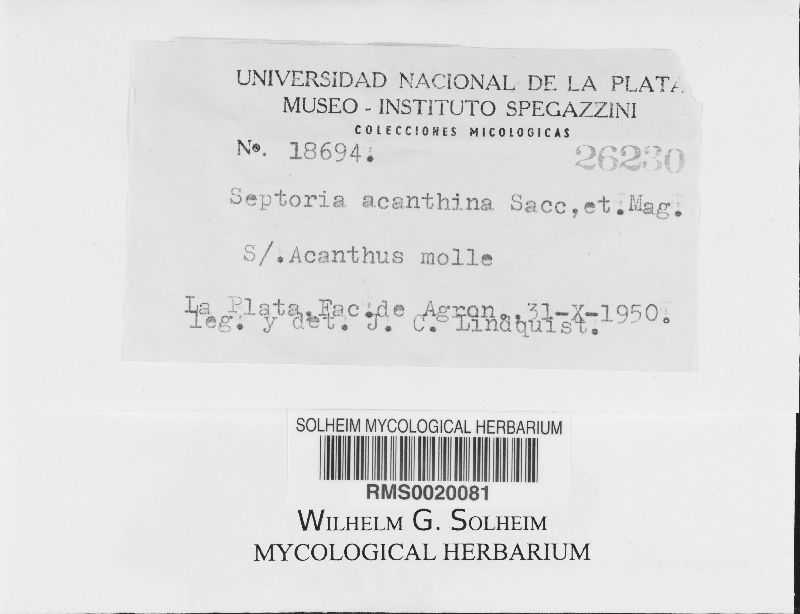 UNIVERSIDAD NACIONAL DE LA PLATA
MUSEO - INSTITUTO SPEGAZZINI
COLECCIONES MICOLOGICAS
Nº. 18694. 26230
Septoria acanthina Sacc,et.Mag.
S/.Acanthus molle
La Plata,Fac.de Agron..31-X-1950.
leg. y det. J. C. Lindquist.
SOLHEIM MYCOLOGICAL HERBARIUM
RMS0020081
WILHELM G. SOLHEIM
MYCOLOGICAL HERBARIUM